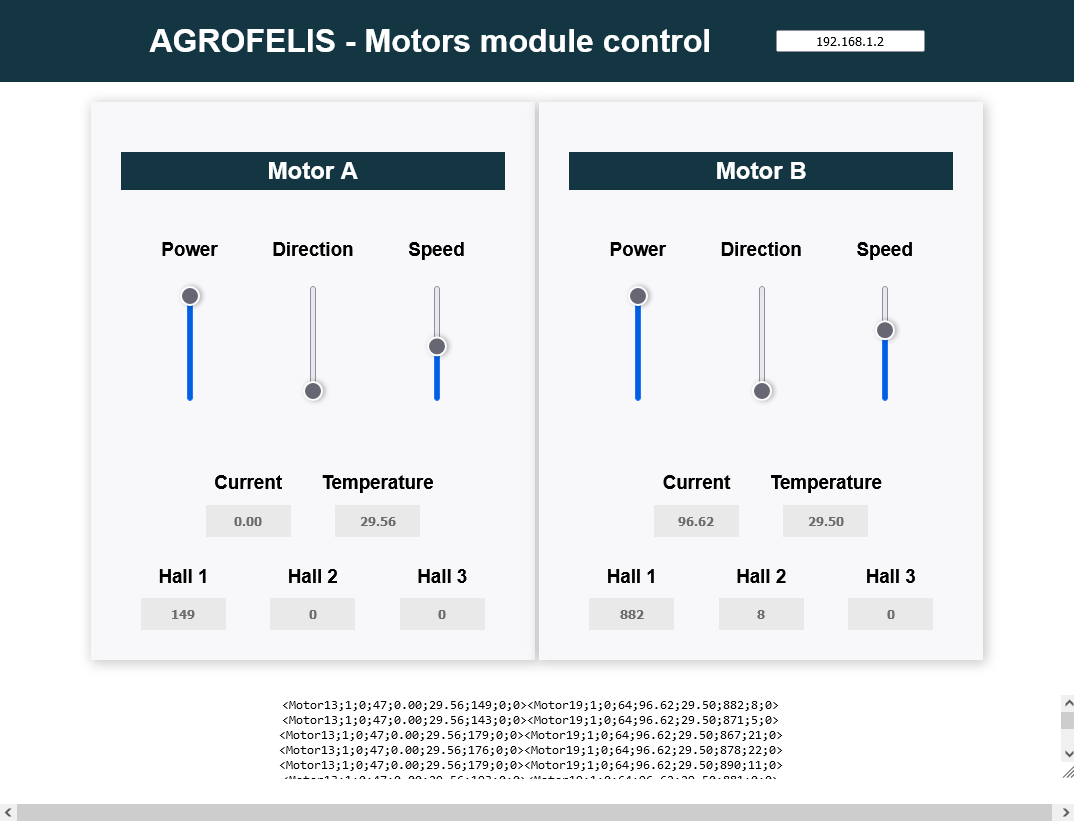 AGROFELIS - Motors module control
192.168.1.2
Motor A
Motor B
Power Direction Speed
Power Direction Speed
Current Temperature
0.00 29.56
Current Temperature
96.62 29.50
Hall 1 Hall 2 Hall 3
149 0 0
Hall 1 Hall 2 Hall 3
882 8 0
<Motor13;1;0;47;0.00;29.56;149;0;0><Motor19;1;0;64;96.62;29.50;882;8;0>
<Motor13;1;0;47;0.00;29.56;143;0;0><Motor19;1;0;64;96.62;29.50;871;5;0>
<Motor13;1;0;47;0.00;29.56;179;0;0><Motor19;1;0;64;96.62;29.50;867;21;0>
<Motor13;1;0;47;0.00;29.56;176;0;0><Motor19;1;0;64;96.62;29.50;878;22;0>
<Motor13;1;0;47;0.00;29.56;179;0;0><Motor19;1;0;64;96.62;29.50;890;11;0>